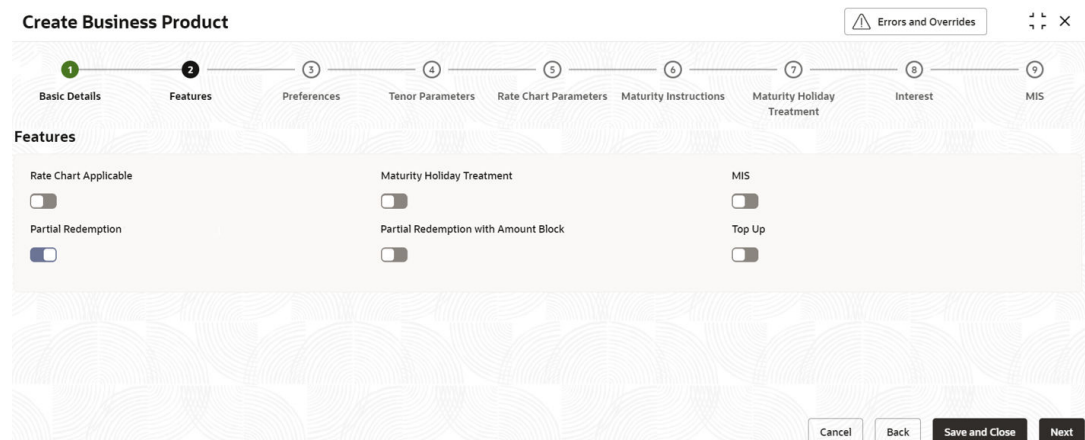 Create Business Product
Errors and Overrides
1 2 3 4 5 6 7 8 9
Basic Details Features Preferences Tenor Parameters Rate Chart Parameters Maturity Instructions Maturity Holiday Treatment Interest MIS
Features
Rate Chart Applicable Maturity Holiday Treatment MIS
Partial Redemption Partial Redemption with Amount Block Top Up
Cancel Back Save and Close Next